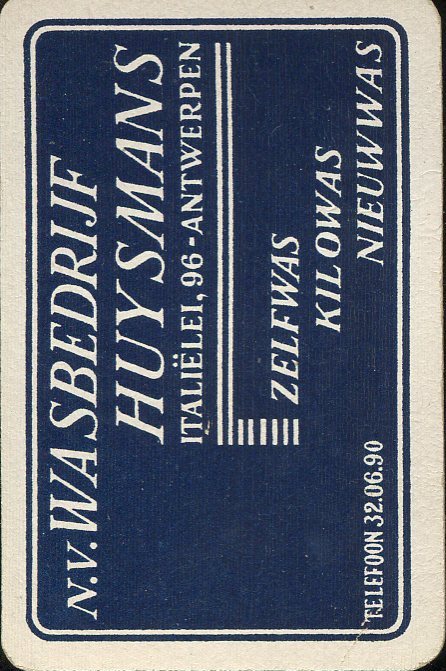 N.V. WASBEDRIJF
HUYSMANS
ITALIËLEI, 96-ANTWERPEN
ZELFWAS
KILOWAS
NIEUWWAS
TELEFOON 32.06.90